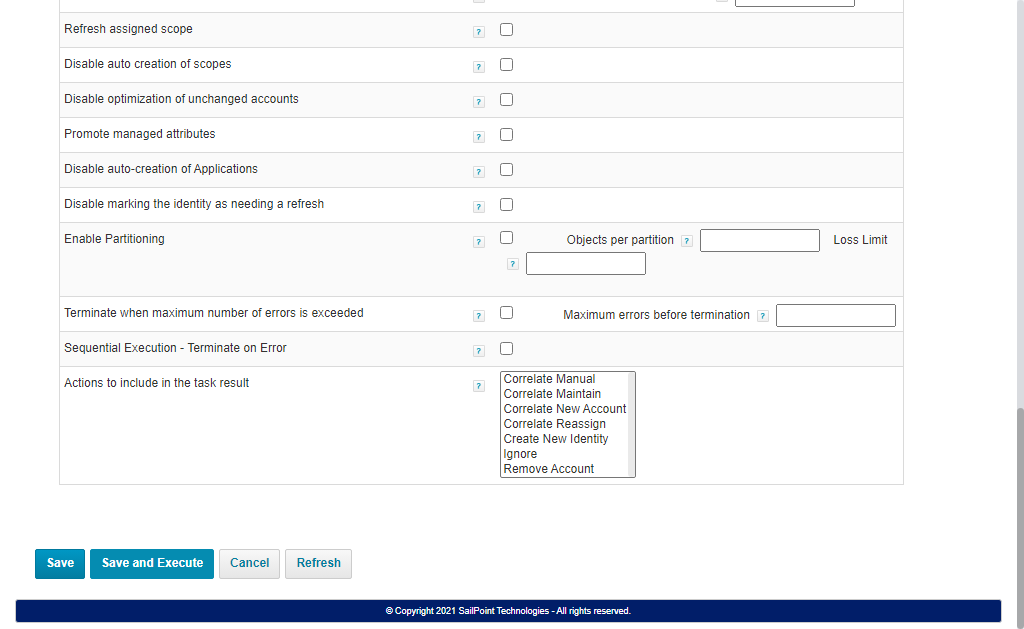 Refresh assigned scope ?
Disable auto creation of scopes ?
Disable optimization of unchanged accounts ?
Promote managed attributes ?
Disable auto-creation of Applications ?
Disable marking the identity as needing a refresh ?
Enable Partitioning ? Objects per partition ? Loss Limit
?
Terminate when maximum number of errors is exceeded ? Maximum errors before termination ?
Sequential Execution - Terminate on Error ?
Actions to include in the task result ?
Correlate Manual
Correlate Maintain
Correlate New Account
Correlate Reassign
Create New Identity
Ignore
Remove Account
Save Save and Execute Cancel Refresh
© Copyright 2021 SailPoint Technologies - All rights reserved.